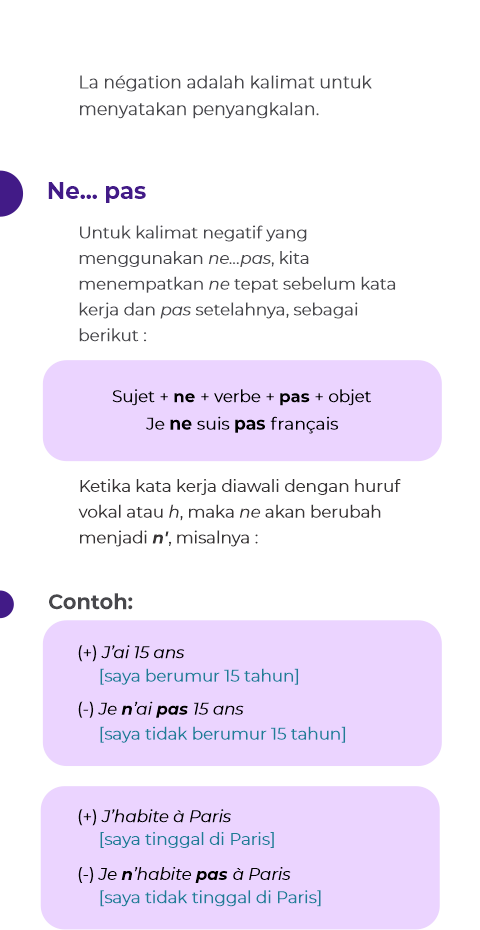 La négation adalah kalimat untuk
menyatakan penyangkalan.
Ne... pas
Untuk kalimat negatif yang
menggunakan ne...pas, kita
menempatkan ne tepat sebelum kata
kerja dan pas setelahnya, sebagai
berikut :
Sujet + ne + verbe + pas + objet
Je ne suis pas français
Ketika kata kerja diawali dengan huruf
vokal atau h, maka ne akan berubah
menjadi n', misalnya :
Contoh:
(+) J'ai 15 ans
[saya berumur 15 tahun]
(-) Je n'ai pas 15 ans
[saya tidak berumur 15 tahun]
(+) J'habite à Paris
[saya tinggal di Paris]
(-) Je n'habite pas à Paris
[saya tidak tinggal di Paris]